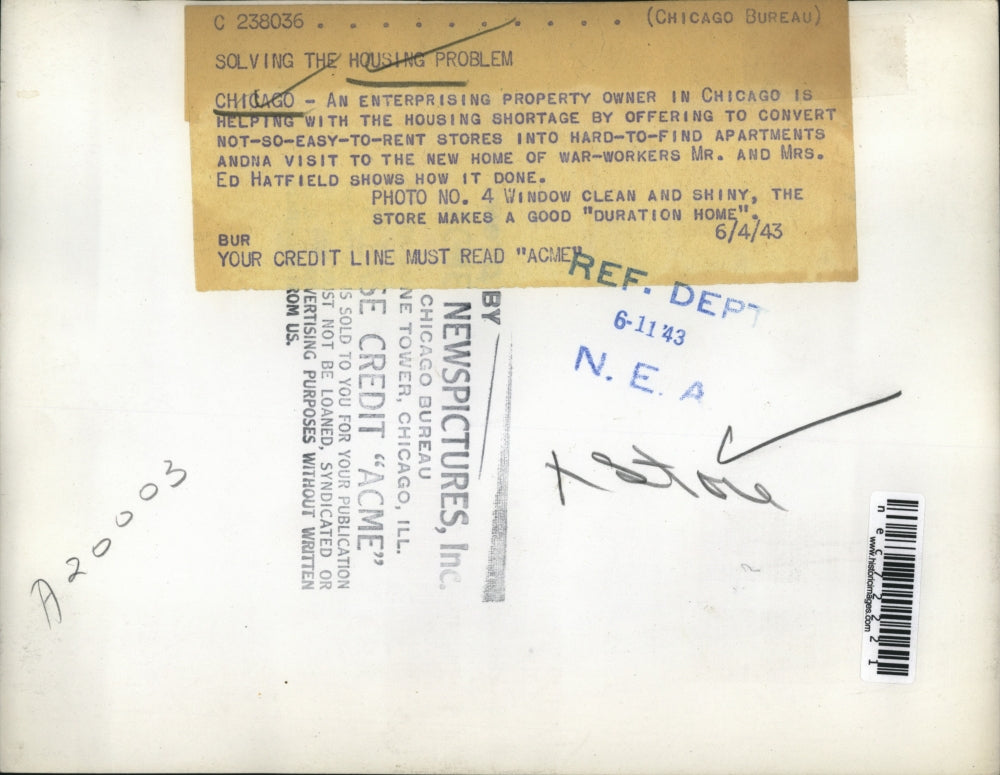 C 238036 . . . . . . . . . . . (CHICAGO BUREAU)
SOLVING THE HOUSING PROBLEM
CHICAGO - AN ENTERPRISING PROPERTY OWNER IN CHICAGO IS
HELPING WITH THE HOUSING SHORTAGE BY OFFERING TO CONVERT
NOT-SO-EASY-TO-RENT STORES INTO HARD-TO-FIND APARTMENTS
ANDNA VISIT TO THE NEW HOME OF WAR-WORKERS MR. AND MRS.
ED HATFIELD SHOWS HOW IT DONE.
PHOTO NO. 4 WINDOW CLEAN AND SHINY, THE
STORE MAKES A GOOD "DURATION HOME".
6/4/43
BUR
YOUR CREDIT LINE MUST READ "ACME"
REF. DEPT
6-11 '43
N. E. A
BY
NEWSPICTURES, Inc.
CHICAGO BUREAU
NE TOWER, CHICAGO, ILL.
E CREDIT "ACME"
IS SOLD TO YOU FOR YOUR PUBLICATION
ST NOT BE LOANED, SYNDICATED OR
VERTISING PURPOSES WITHOUT WRITTEN
ROM US.
x store
A20003
nec72221
www.historicimages.com